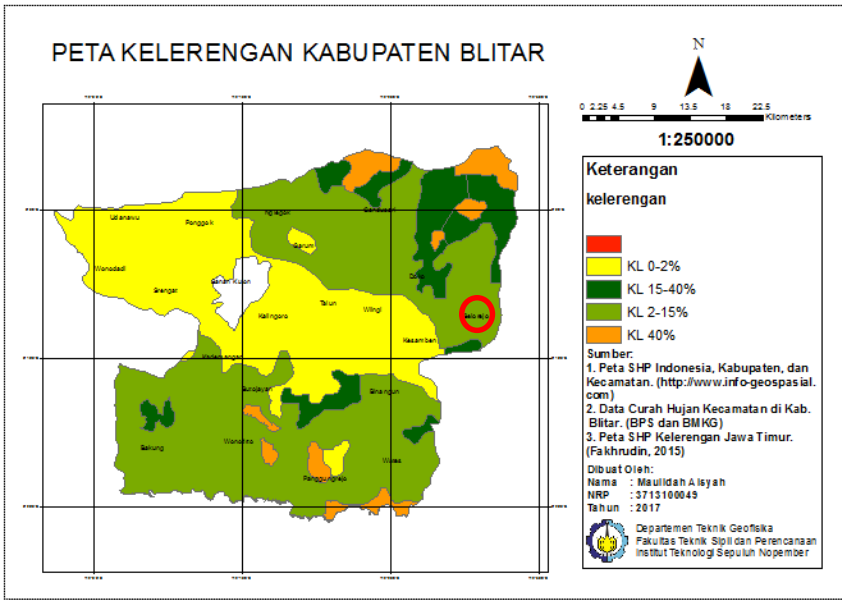 PETA KELERENGAN KABUPATEN BLITAR
N
0 2.25 4.5 9 13.5 18 22.5
Kilometers
1:250000
Keterangan
kelerengan
KL 0-2%
KL 15-40%
KL 2-15%
KL 40%
Sumber:
1. Peta SHP Indonesia, Kabupaten, dan
Kecamatan. (http://www.info-geospasial.
com)
2. Data Curah Hujan Kecamatan di Kab.
Blitar. (BPS dan BMKG)
3. Peta SHP Kelerengan Jawa Timur.
(Fakhrudin, 2015)
Dibuat Oleh:
Nama : Maulidah Aisyah
NRP : 3713100049
Tahun : 2017
Departemen Teknik Geofisika
Fakultas Teknik Sipil dan Perencanaan
Institut Teknologi Sepuluh Nopember
Udanawu
Ponggok
Nglegok
Gandusari
Garum
Wonodadi
Srengat
Sanan Kulon
Doko
Talun
Wlingi
Kanigoro
Selorejo
Kesamben
Kademangan
Surojayan
Binangun
Bakung
Wonotirto
Wates
Panggungrejo